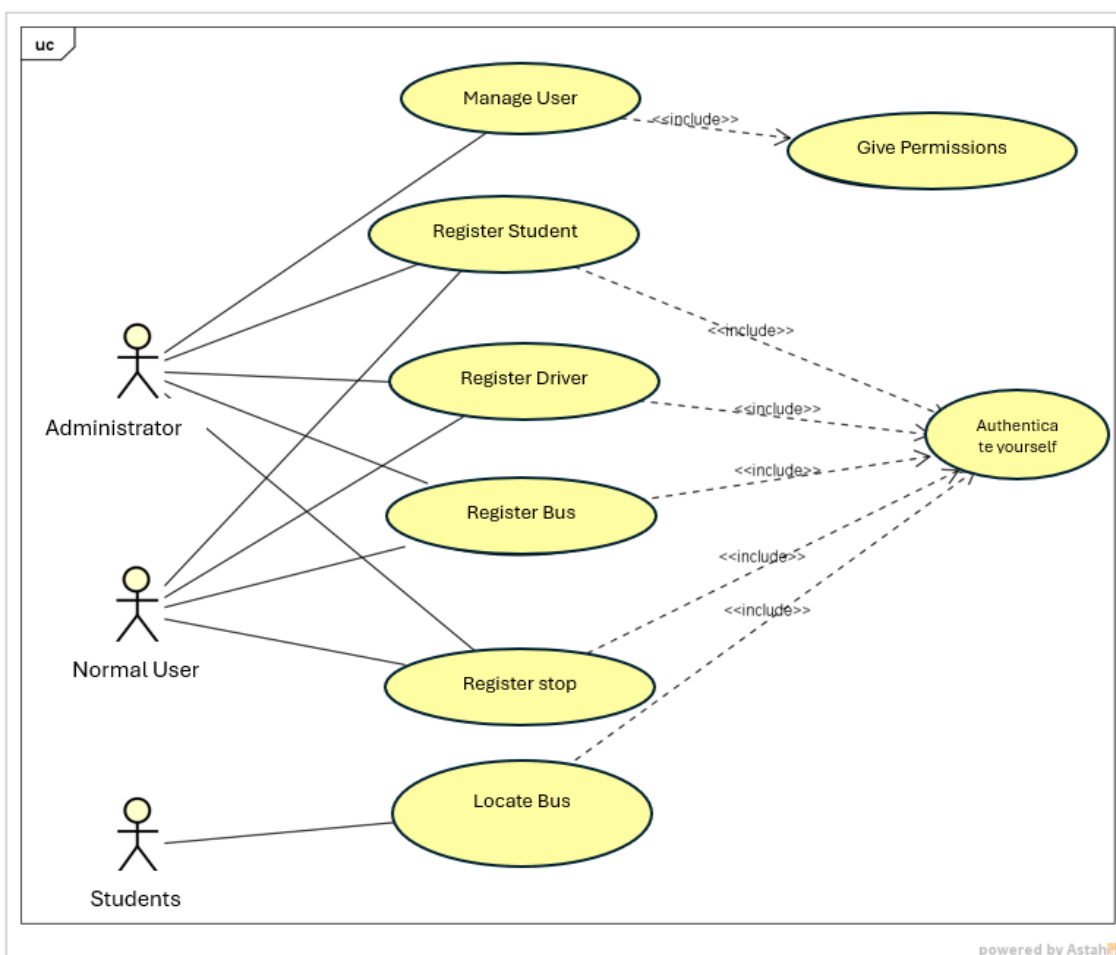 uc
Manage User
<<include>>
Give Permissions
Register Student
<<include>>
Administrator
Register Driver
<<include>>
Authentica
te yourself
<<include>>
Register Bus
<<include>>
<<include>>
Normal User
Register stop
Locate Bus
Students
powered by Astah